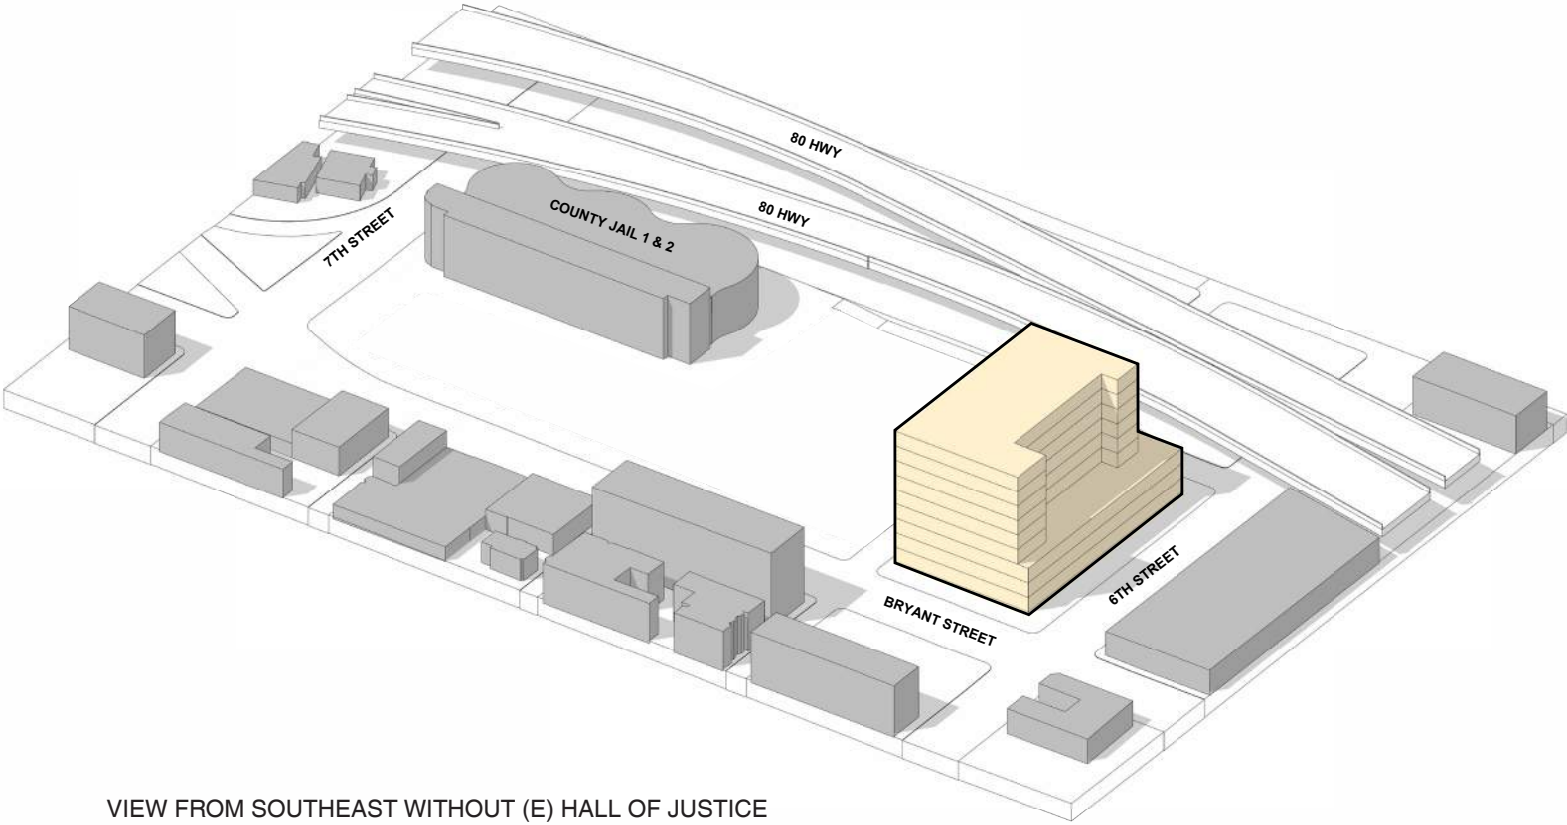 80 HWY
80 HWY
COUNTY JAIL 1 & 2
7TH STREET
6TH STREET
BRYANT STREET
VIEW FROM SOUTHEAST WITHOUT (E) HALL OF JUSTICE